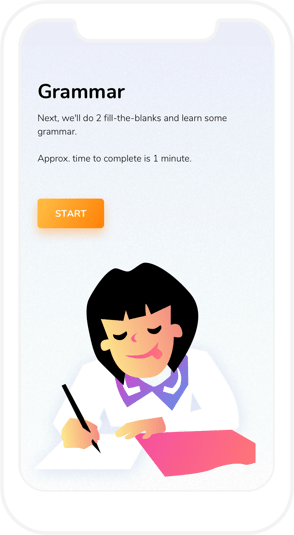 Grammar
Next, we'll do 2 fill-the-blanks and learn some
grammar.
Approx. time to complete is 1 minute.
START